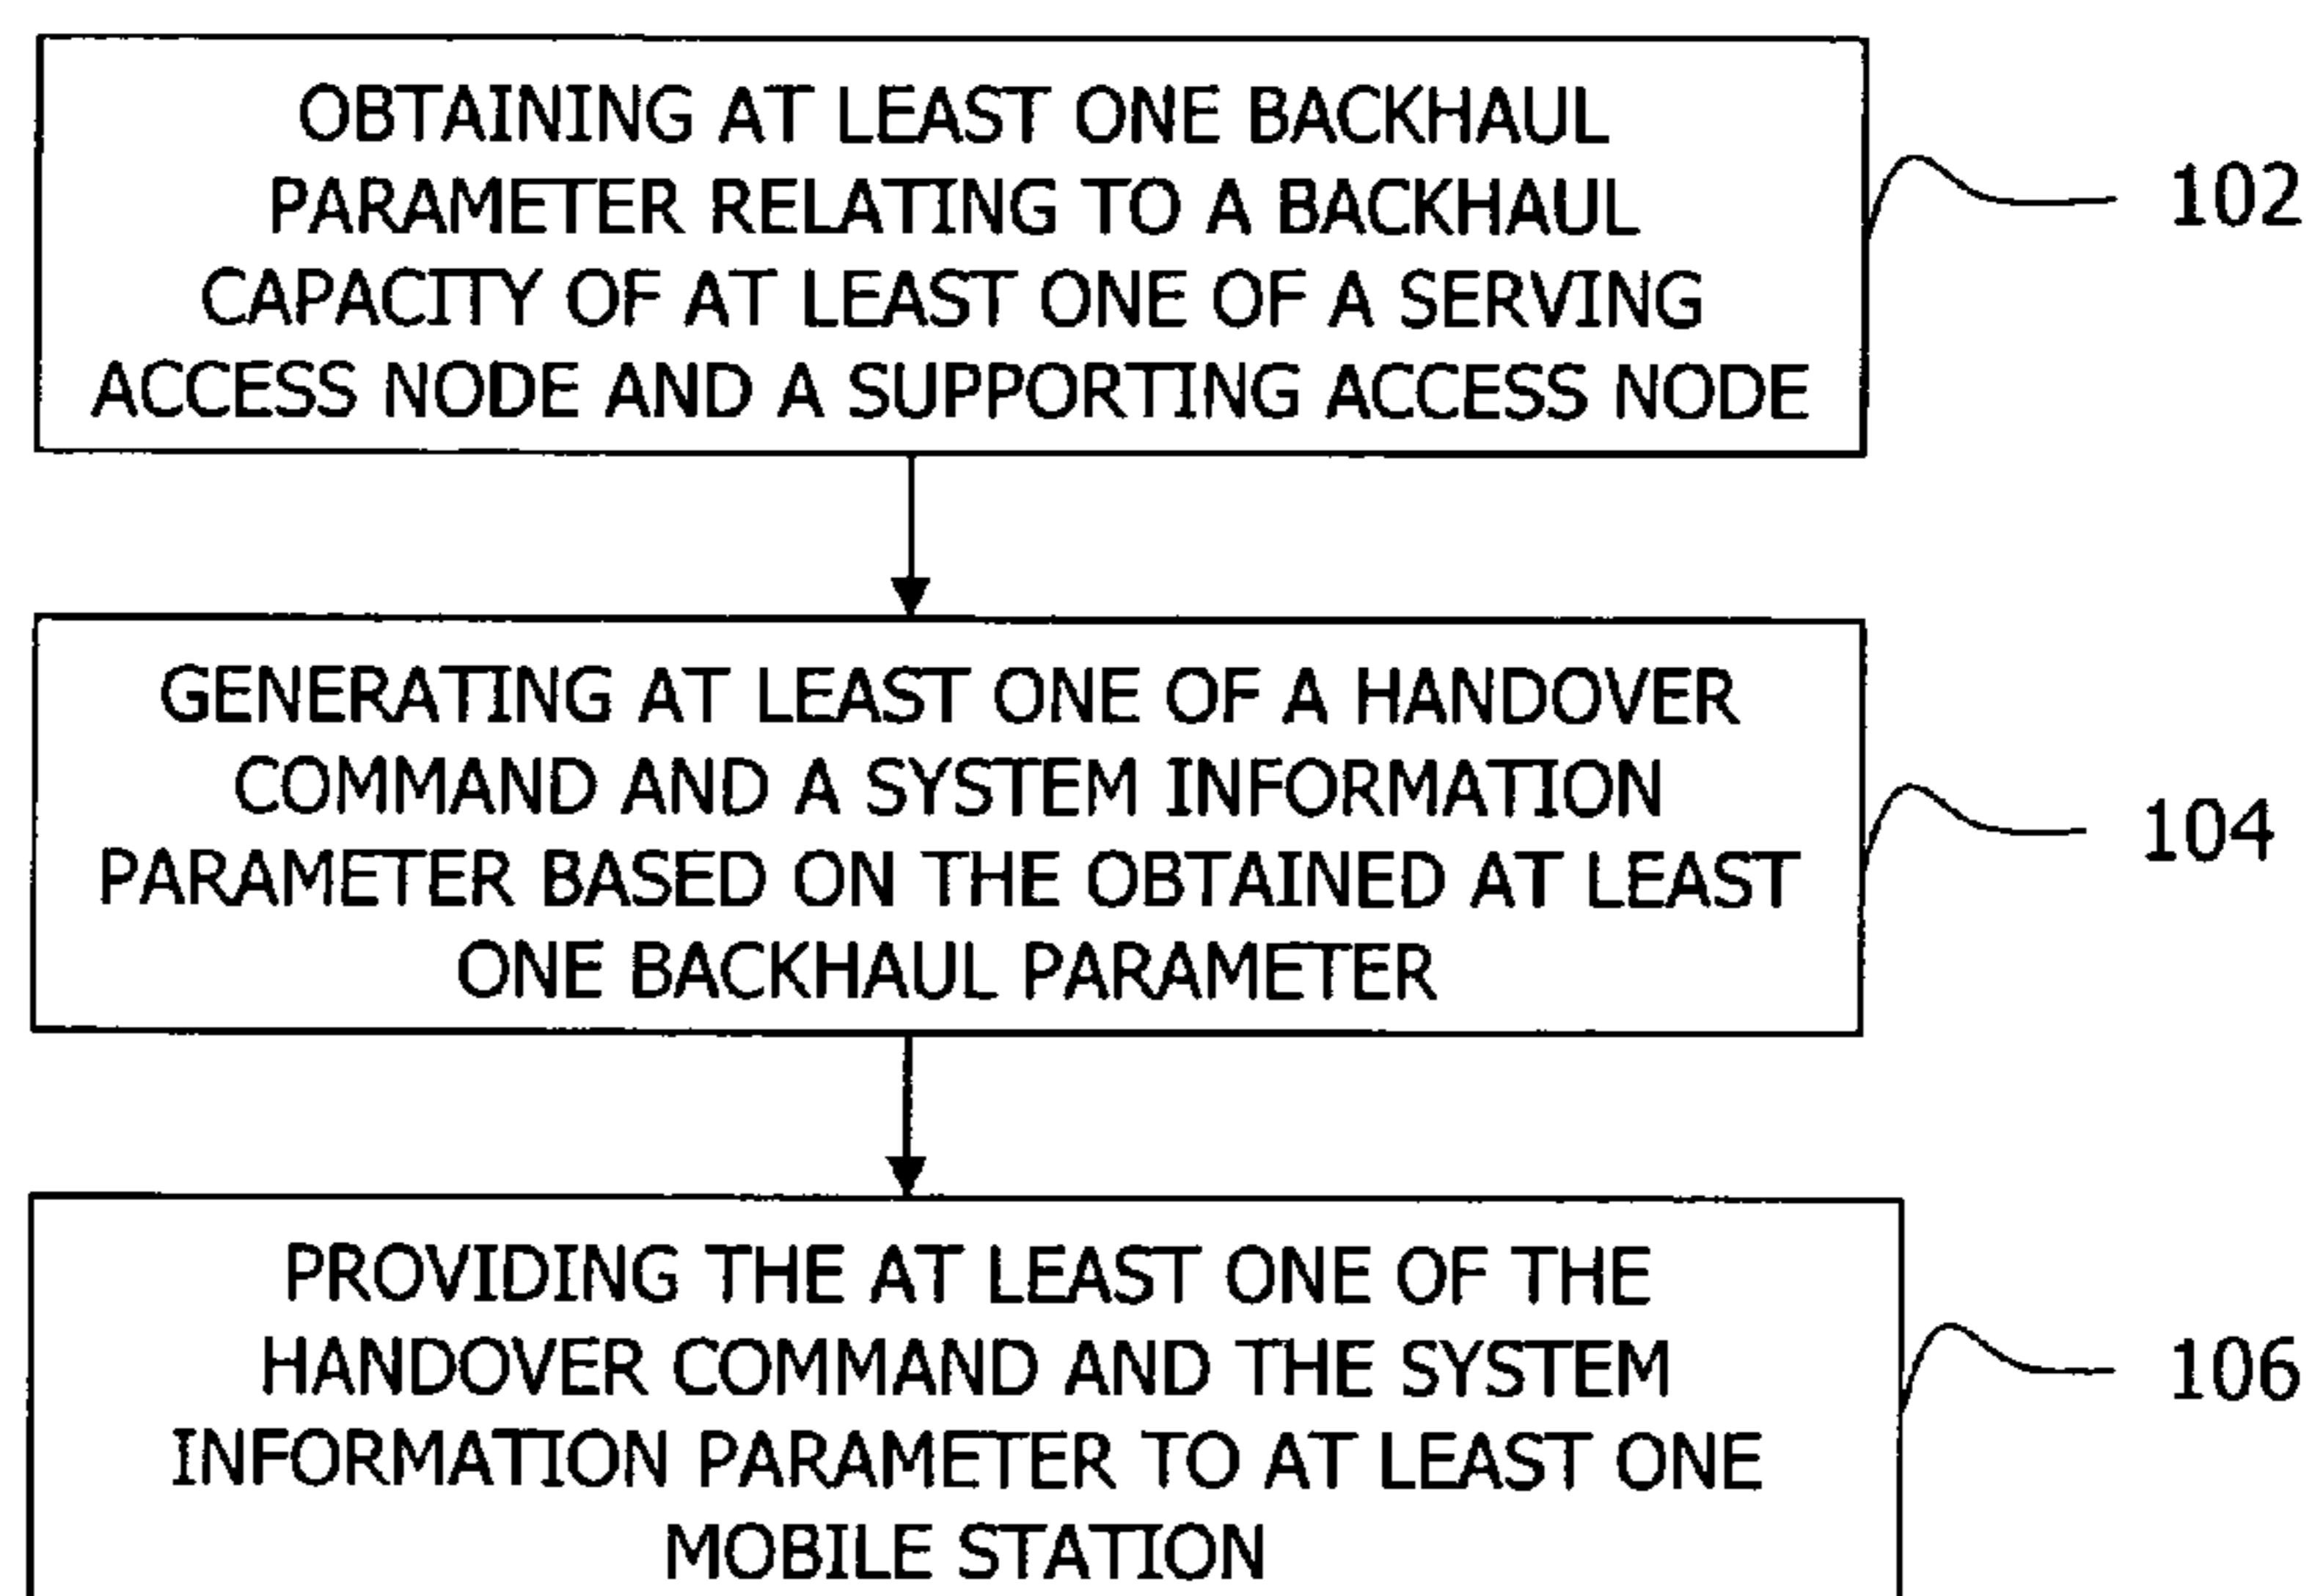 OBTAINING AT LEAST ONE BACKHAUL
PARAMETER RELATING TO A BACKHAUL
CAPACITY OF AT LEAST ONE OF A SERVING
ACCESS NODE AND A SUPPORTING ACCESS NODE
102
GENERATING AT LEAST ONE OF A HANDOVER
COMMAND AND A SYSTEM INFORMATION
PARAMETER BASED ON THE OBTAINED AT LEAST
ONE BACKHAUL PARAMETER
104
PROVIDING THE AT LEAST ONE OF THE
HANDOVER COMMAND AND THE SYSTEM
INFORMATION PARAMETER TO AT LEAST ONE
MOBILE STATION
106